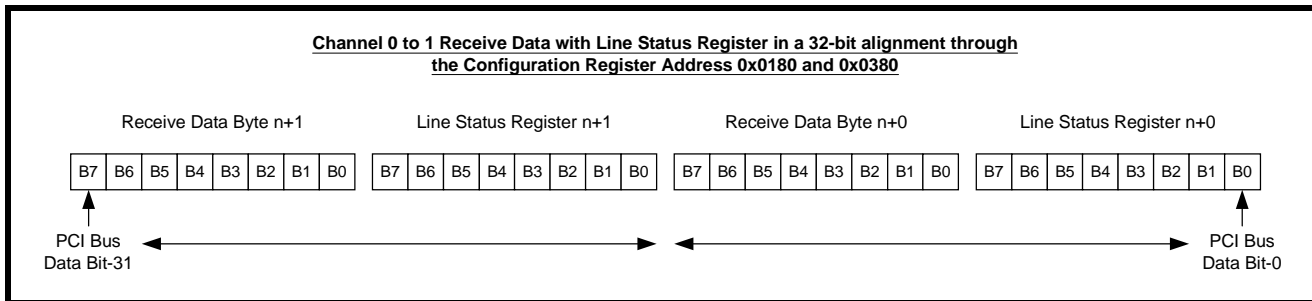 Channel 0 to 1 Receive Data with Line Status Register in a 32-bit alignment through
the Configuration Register Address 0x0180 and 0x0380
Receive Data Byte n+1 Line Status Register n+1 Receive Data Byte n+0 Line Status Register n+0
B7 B6 B5 B4 B3 B2 B1 B0 B7 B6 B5 B4 B3 B2 B1 B0 B7 B6 B5 B4 B3 B2 B1 B0 B7 B6 B5 B4 B3 B2 B1 B0
PCI Bus PCI Bus
Data Bit-31 Data Bit-0